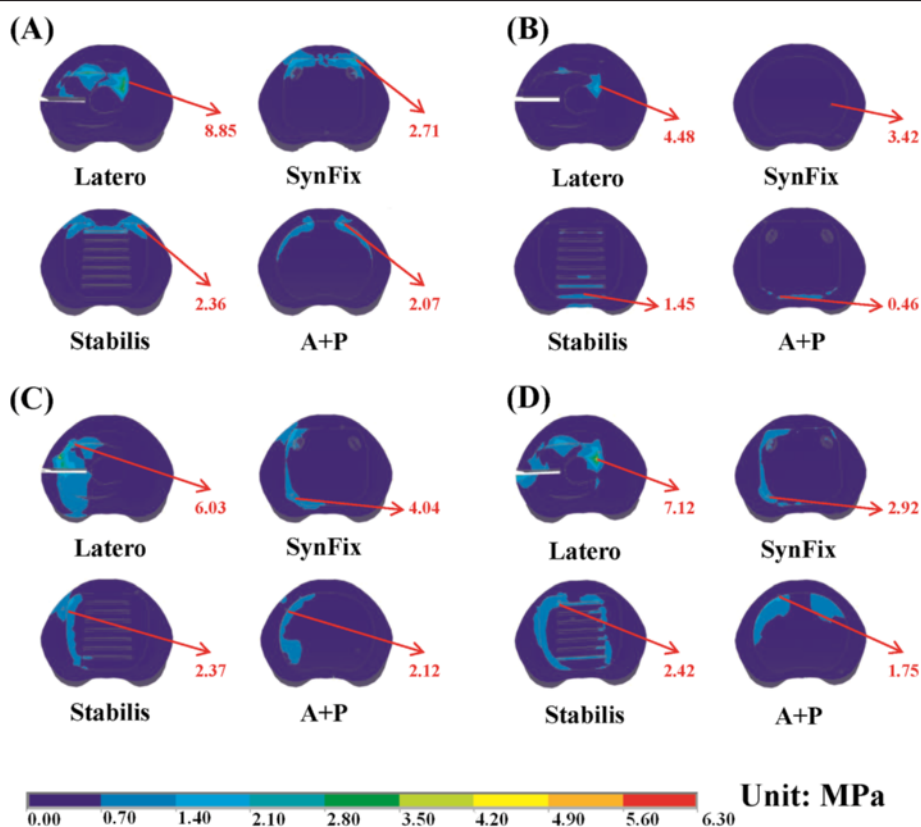 (A)
(B)
8.85
2.71
4.48
3.42
Latero
SynFix
Latero
SynFix
2.36
2.07
1.45
0.46
Stabilis
A+P
Stabilis
A+P
(C)
(D)
6.03
4.04
7.12
2.92
Latero
SynFix
Latero
SynFix
2.37
2.12
2.42
1.75
Stabilis
A+P
Stabilis
A+P
Unit: MPa
0.00 0.70 1.40 2.10 2.80 3.50 4.20 4.90 5.60 6.30